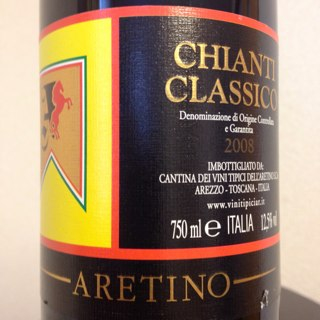 CHIANTI
CLASSICO
Denominazione di Origine Controllata
e Garantita
2008
IMBOTTIGLIATO DA:
CANTINA DEI VINI TIPICI DELL'ARETINO
AREZZO - TOSCANA - ITALIA
www.vinitipiciar.it
750 ml e ITALIA 12,5% vol
ARETINO